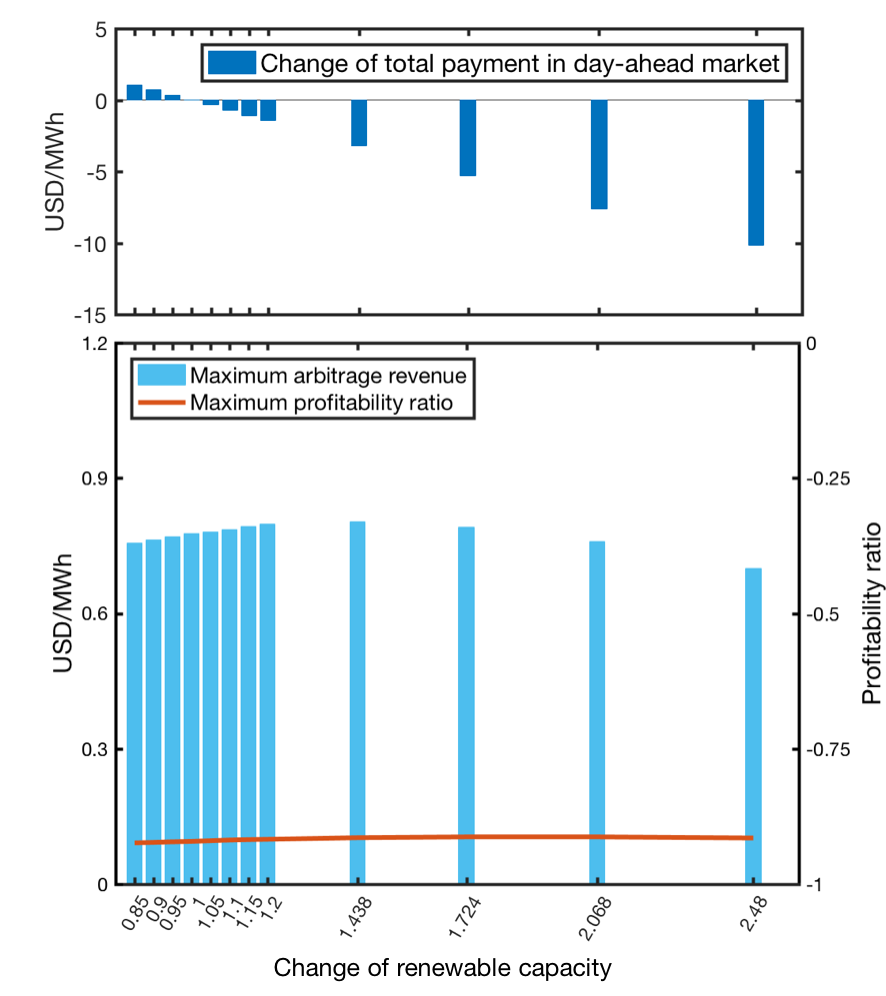 5
Change of total payment in day-ahead market
0
USD/MWh
-5
-10
-15
1.2
0
Maximum arbitrage revenue
Maximum profitability ratio
0.9
-0.25
USD/MWh
0.6
-0.5
Profitability ratio
0.3
-0.75
0
-1
0.85 0.9 0.95 1 1.05 1.1 1.15 1.2 1.438 1.724 2.068 2.48
Change of renewable capacity